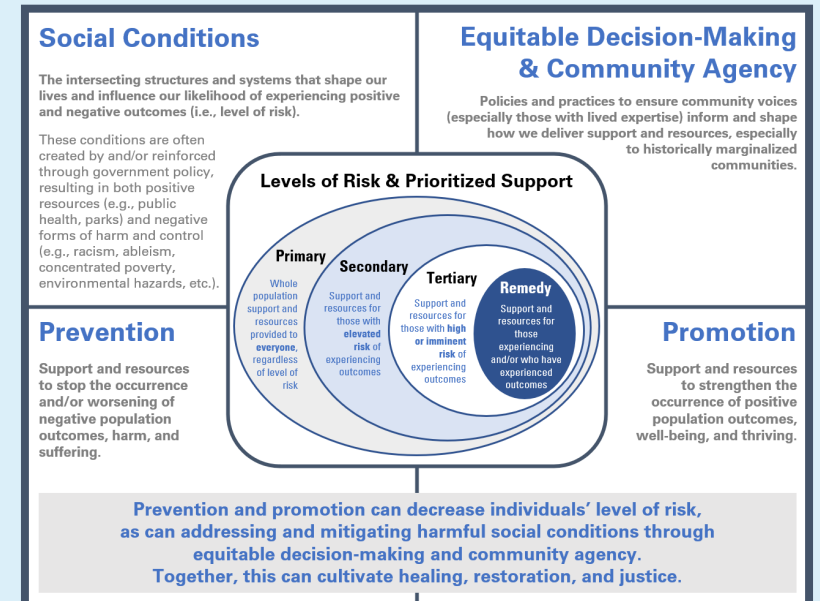 Social Conditions
The intersecting structures and systems that shape our
lives and influence our likelihood of experiencing positive
and negative outcomes (i.e., level of risk).
These conditions are often
created by and/or reinforced
through government policy,
resulting in both positive
resources (e.g., public
health, parks) and negative
forms of harm and control
(e.g., racism, ableism,
concentrated poverty,
environmental hazards, etc.).
Equitable Decision-Making
& Community Agency
Policies and practices to ensure community voices
(especially those with lived expertise) inform and shape
how we deliver support and resources, especially
to historically marginalized
communities.
Levels of Risk & Prioritized Support
Primary
Whole
population
support and
resources
provided to
everyone,
regardless
of level of
risk
Secondary
Support and
resources for
those with
elevated
risk of
experiencing
outcomes
Tertiary
Support and
resources for
those with high
or imminent
risk of
experiencing
outcomes
Remedy
Support and
resources for
those
experiencing
and/or who have
experienced
outcomes
Prevention
Support and resources
to stop the occurrence
and/or worsening of
negative population
outcomes, harm, and
suffering.
Promotion
Support and resources
to strengthen the
occurrence of positive
population outcomes,
well-being, and thriving.
Prevention and promotion can decrease individuals' level of risk,
as can addressing and mitigating harmful social conditions through
equitable decision-making and community agency.
Together, this can cultivate healing, restoration, and justice.